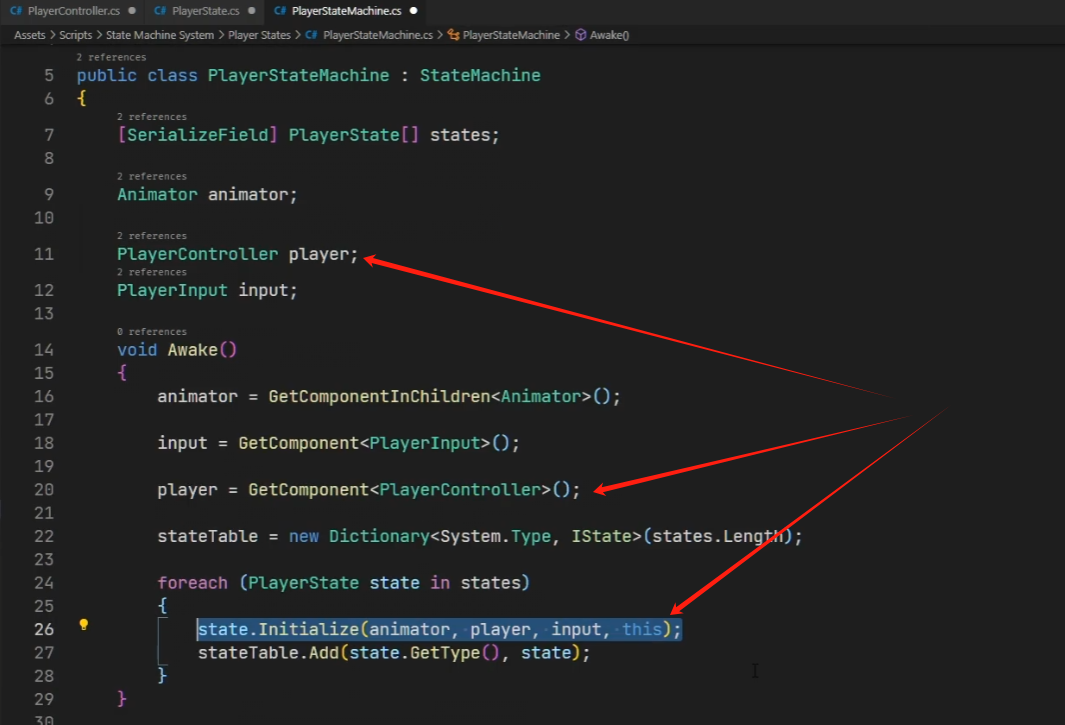 C# PlayerController.cs C# PlayerState.cs C# PlayerStateMachine.cs
Assets > Scripts > State Machine System > Player States > C# PlayerStateMachine.cs > PlayerStateMachine > Awake()
2 references
5 public class PlayerStateMachine : StateMachine
6 {
2 references
7 [SerializeField] PlayerState[] states;
8
2 references
9 Animator animator;
10
2 references
11 PlayerController player;
2 references
12 PlayerInput input;
13
0 references
14 void Awake()
15 {
16 animator = GetComponentInChildren<Animator>();
17
18 input = GetComponent<PlayerInput>();
19
20 player = GetComponent<PlayerController>();
21
22 stateTable = new Dictionary<System.Type, IState>(states.Length);
23
24 foreach (PlayerState state in states)
25 {
26 state.Initialize(animator, player, input, this);
27 stateTable.Add(state.GetType(), state);
28 }
29 }
30